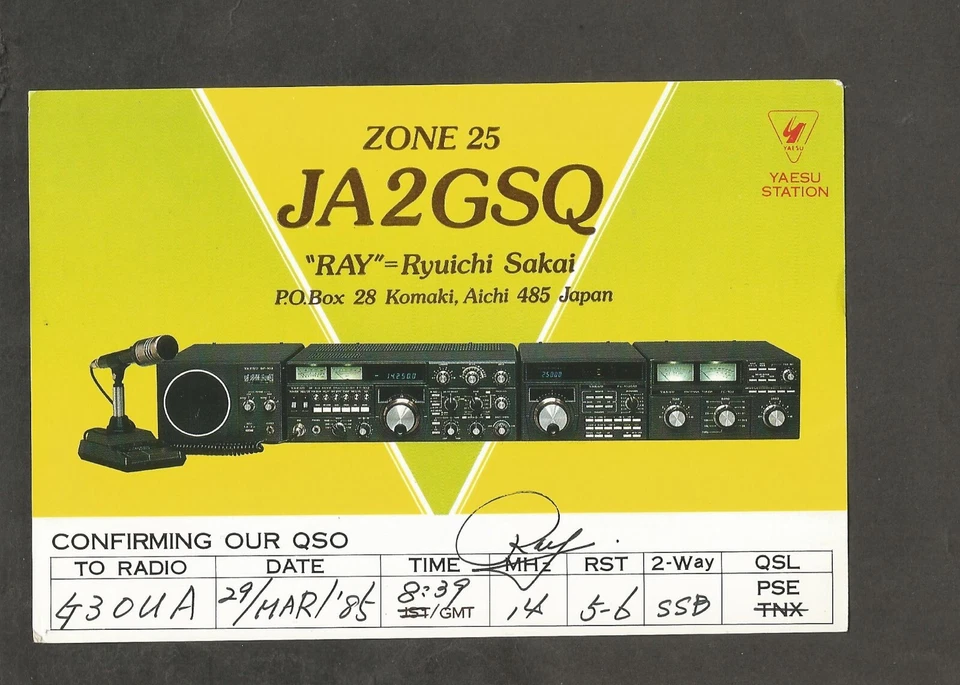 ZONE 25
JA2GSQ
YAESU
YAESU
STATION
"RAY"=Ryuichi Sakai
P.O.Box 28 Komaki, Aichi 485 Japan
142500
CONFIRMING OUR QSO
Ray
TO RADIO DATE TIME MHz RST 2-Way QSL
G3OUA 29/MAR/'85 8:39 JST/GMT 14 5-6 SSB PSE TNX